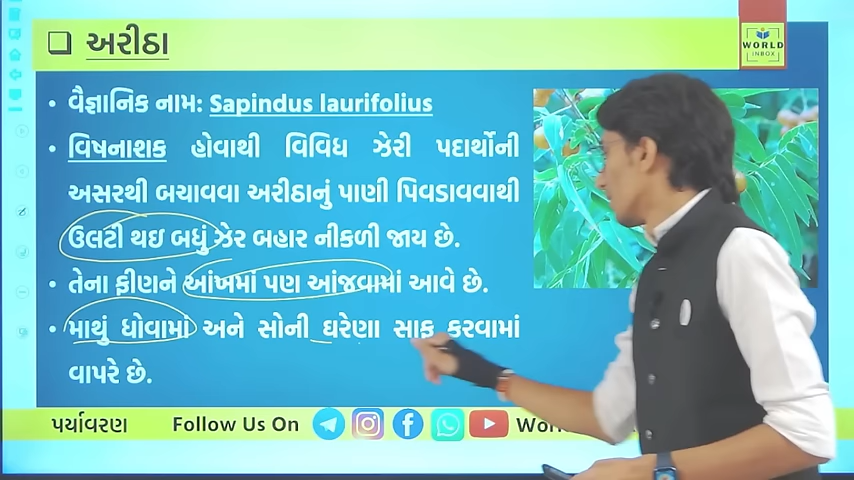 ❑ અરીઠા
WORLD
INBOX
• વૈજ્ઞાનિક નામ: Sapindus laurifolius
• વિષનાશક હોવાથી વિવિધ ઝેરી પદાર્થોની
અસરથી બચાવવા અરીઠાનું પાણી પિવડાવવાથી
ઉલટી થઇ બધું ઝેર બહાર નીકળી જાય છે.
• તેના ફીણને આંખમાં પણ આંજવામાં આવે છે.
• માથું ધોવામાં અને સોની ઘરેણા સાફ કરવામાં
વાપરે છે.
પર્યાવરણ Follow Us On